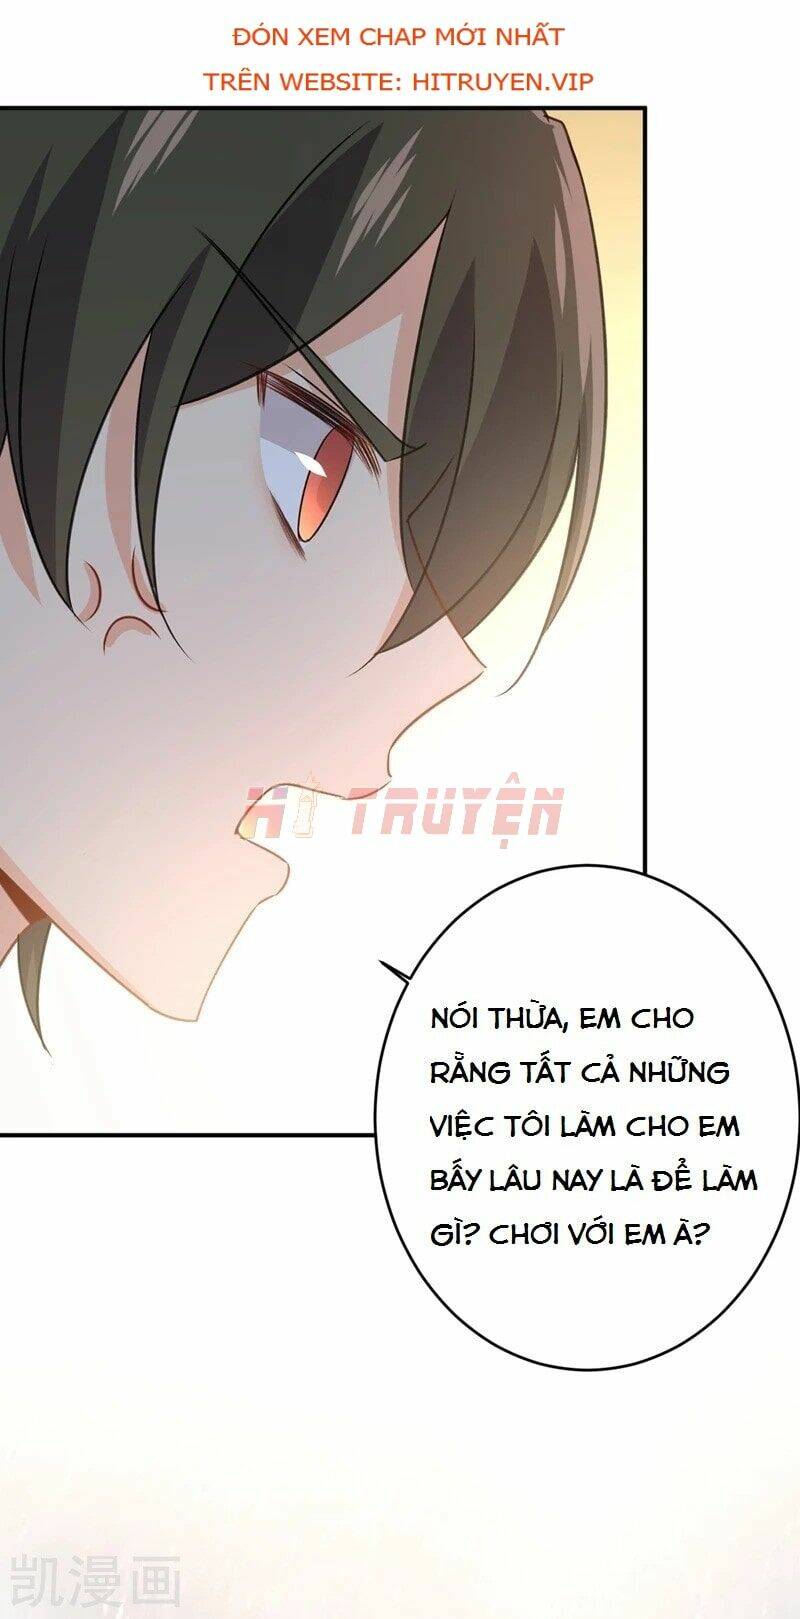 ĐÓN XEM CHAP MỚI NHẤT
TRÊN WEBSITE: HITRUYEN.VIP
HI TRUYỆN
NÓI THỪA, EM CHO
RẰNG TẤT CẢ NHỮNG
VIỆC TÔI LÀM CHO EM
BẤY LÂU NAY LÀ ĐỂ LÀM
GÌ? CHƠI VỚI EM À?
凯漫画